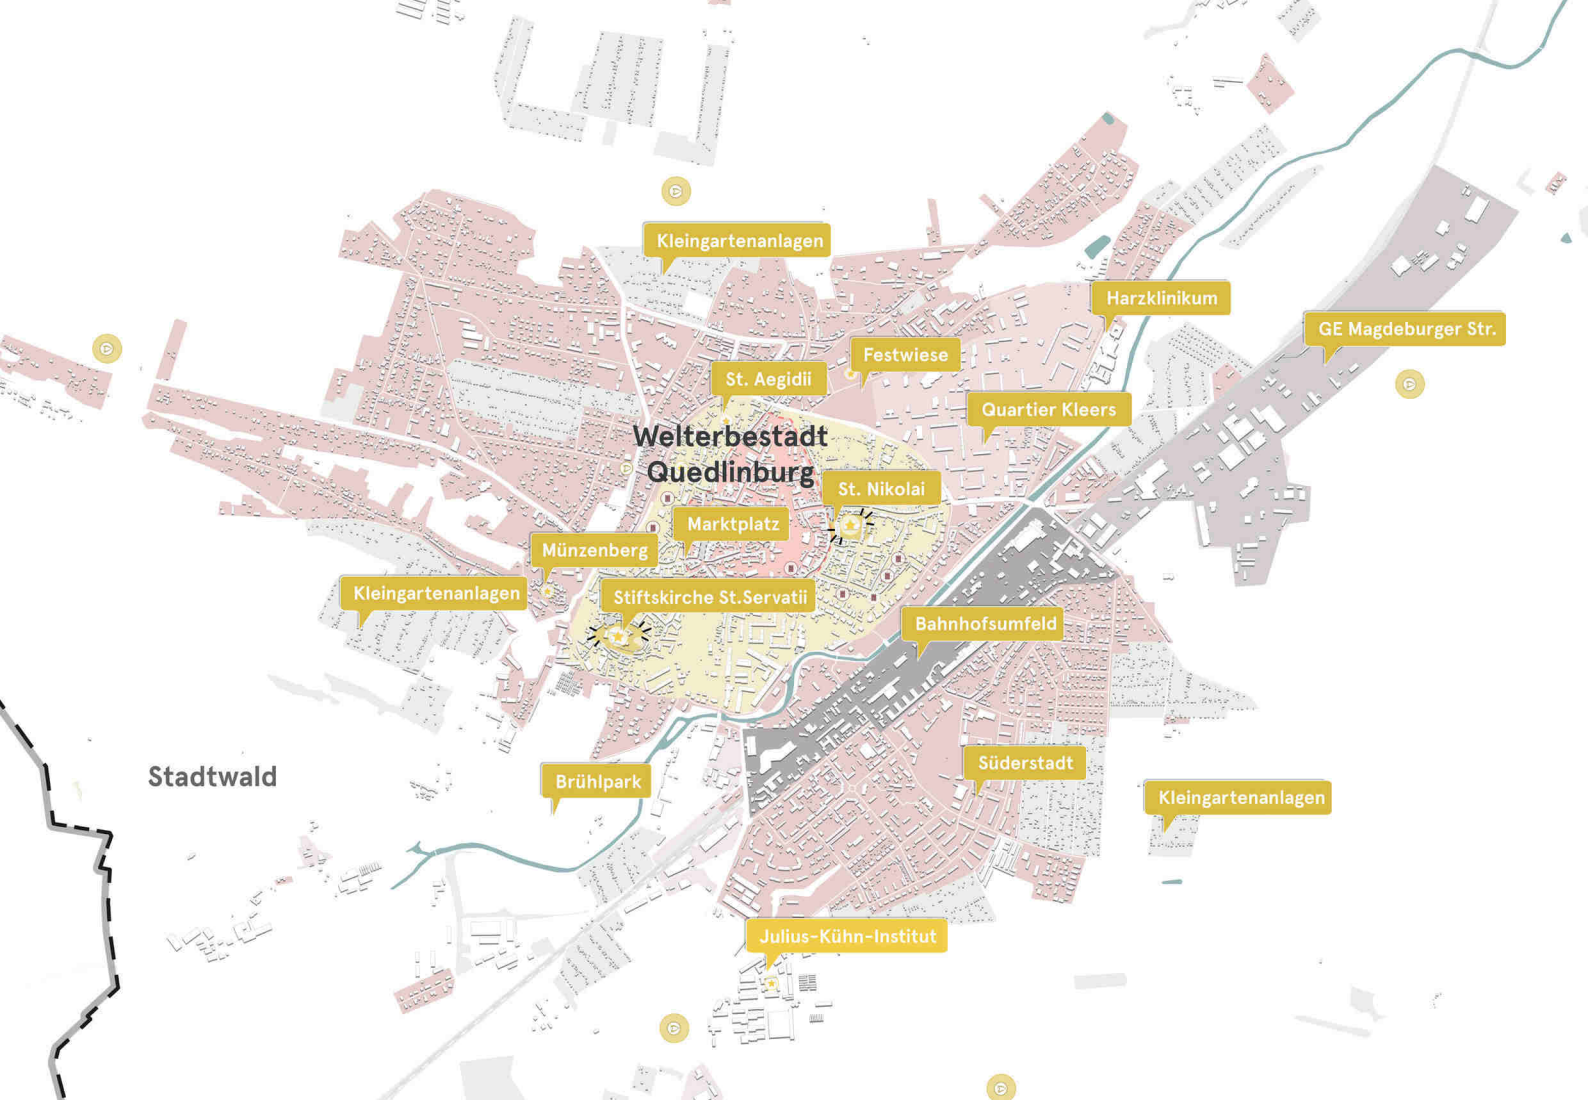 Kleingartenanlagen
Harzklinikum
GE Magdeburger Str.
Festwiese
St. Aegidii
Quartier Kleers
Welterbestadt
Quedlinburg
St. Nikolai
Marktplatz
Münzenberg
Kleingartenanlagen
Stiftskirche St.Servatii
Bahnhofsumfeld
Süderstadt
Stadtwald
Brühlpark
Kleingartenanlagen
Julius-Kühn-Institut